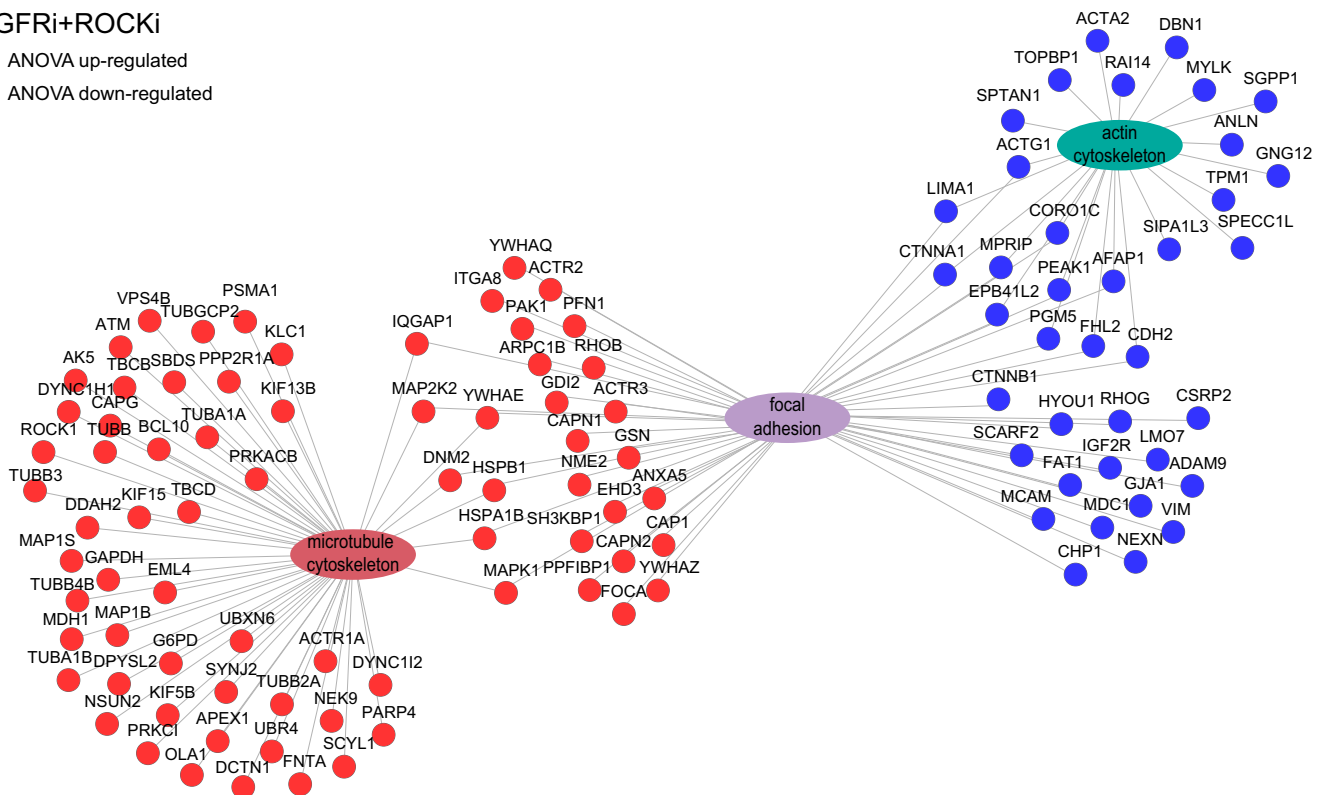 GFRi+ROCKi
ANOVA up-regulated
ANOVA down-regulated
ACTA2
DBN1
TOPBP1
RAI14
MYLK
SGPP1
SPTAN1
actin
cytoskeleton
ANLN
ACTG1
GNG12
TPM1
LIMA1
CORO1C
SIPA1L3
SPECC1L
CTNNA1
MPRIP
PEAK1
AFAP1
EPB41L2
PGM5
FHL2
CDH2
YWHAQ
ACTR2
ITGA8
PAK1
PFN1
IQGAP1
ARPC1B
RHOB
MAP2K2
YWHAE
GDI2
ACTR3
CAPN1
GSN
DNM2
HSPB1
NME2
ANXA5
EHD3
HSPA1B
SH3KBP1
CAP1
CAPN2
MAPK1
PPFIBP1
YWHAZ
FOCA
focal
adhesion
CTNNB1
HYOU1
RHOG
CSRP2
SCARF2
IGF2R
LMO7
FAT1
ADAM9
GJA1
MCAM
MDC1
VIM
NEXN
CHP1
VPS4B
PSMA1
TUBGCP2
ATM
KLC1
AK5
TBCB
SBDS
PPP2R1A
DYNC1H1
KIF13B
CAPG
TUBA1A
ROCK1
TUBB
BCL10
PRKACB
TUBB3
KIF15
TBCD
DDAH2
MAP1S
microtubule
cytoskeleton
GAPDH
EML4
TUBB4B
MDH1
MAP1B
UBXN6
G6PD
ACTR1A
TUBA1B
DPYSL2
SYNJ2
DYNC1I2
TUBB2A
NSUN2
KIF5B
NEK9
PARP4
PRKCI
APEX1
UBR4
SCYL1
OLA1
DCTN1
FNTA